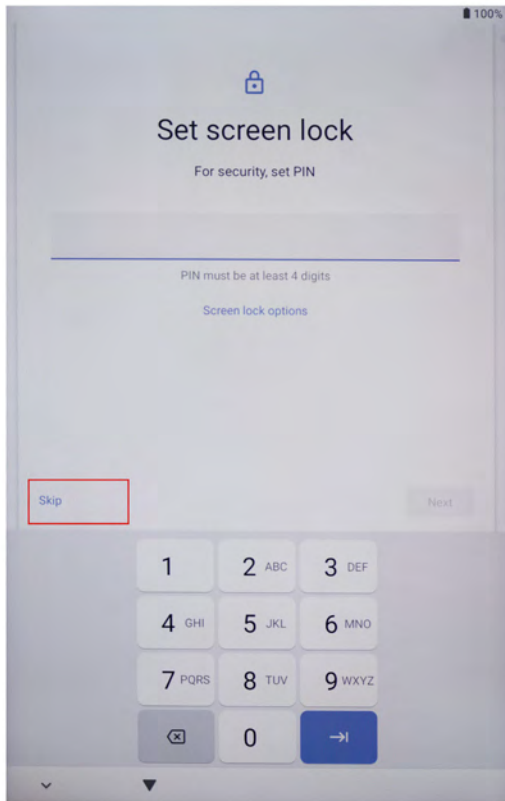 100%
Set screen lock
For security, set PIN
PIN must be at least 4 digits
Screen lock options
Skip
Next
1
2 ABC
3 DEF
4 GHI
5 JKL
6 MNO
7 PQRS
8 TUV
9 WXYZ
0